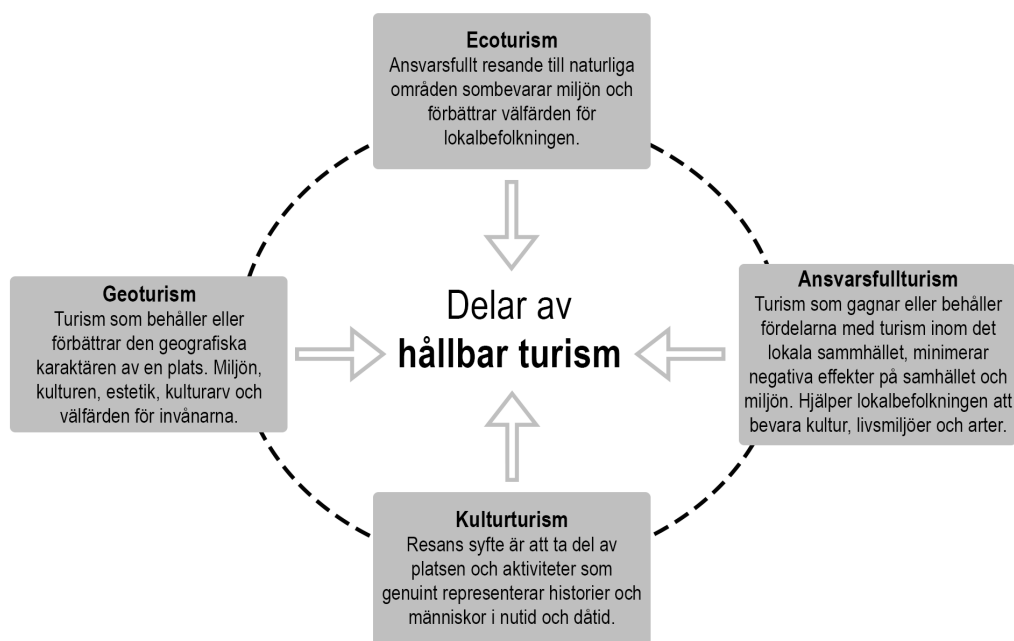 Ecoturism
Ansvarsfullt resande till naturliga
områden sombevarar miljön och
förbättrar välfärden för
lokalbefolkningen.
Geoturism
Turism som behåller eller
förbättrar den geografiska
karaktären av en plats. Miljön,
kulturen, estetik, kulturarv och
välfärden för invånarna.
Delar av
hållbar turism
Ansvarsfullturism
Turism som gagnar eller behåller
fördelarna med turism inom det
lokala sammhället, minimerar
negativa effekter på samhället och
miljön. Hjälper lokalbefolkningen att
bevara kultur, livsmiljöer och arter.
Kulturturism
Resans syfte är att ta del av
platsen och aktiviteter som
genuint representerar historier och
människor i nutid och dåtid.